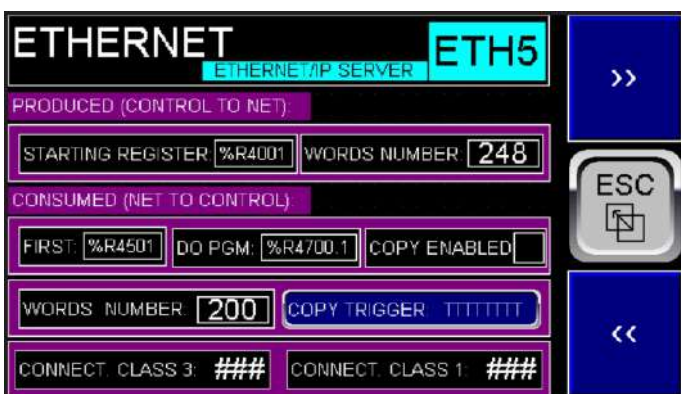 ETHERNET
ETHERNET/IP SERVER
ETH5
>>
PRODUCED (CONTROL TO NET):
STARTING REGISTER: %R4001 WORDS NUMBER: 248
ESC
CONSUMED (NET TO CONTROL):
FIRST: %R4501 DO PGM: %R4700.1 COPY ENABLED
WORDS NUMBER: 200 COPY TRIGGER: TTTTTTTT
<<
CONNECT. CLASS 3: ### CONNECT. CLASS 1: ###